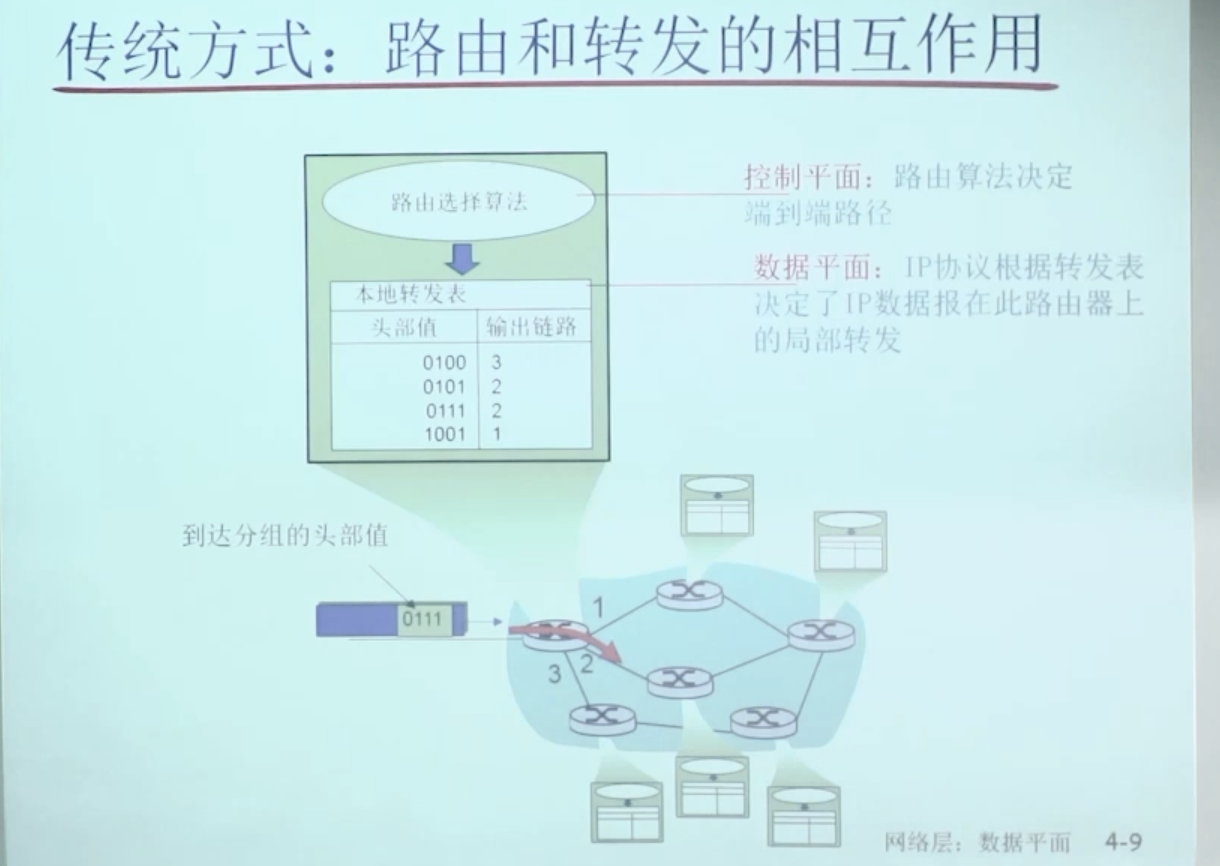 传统方式：路由和转发的相互作用
路由选择算法
控制平面：路由算法决定
端到端路径
数据平面：IP协议根据转发表
决定了IP数据报在此路由器上
的局部转发
本地转发表
头部值 输出链路
0100 3
0101 2
0111 2
1001 1
到达分组的头部值
0111
1
2
3
网络层：数据平面 4-9